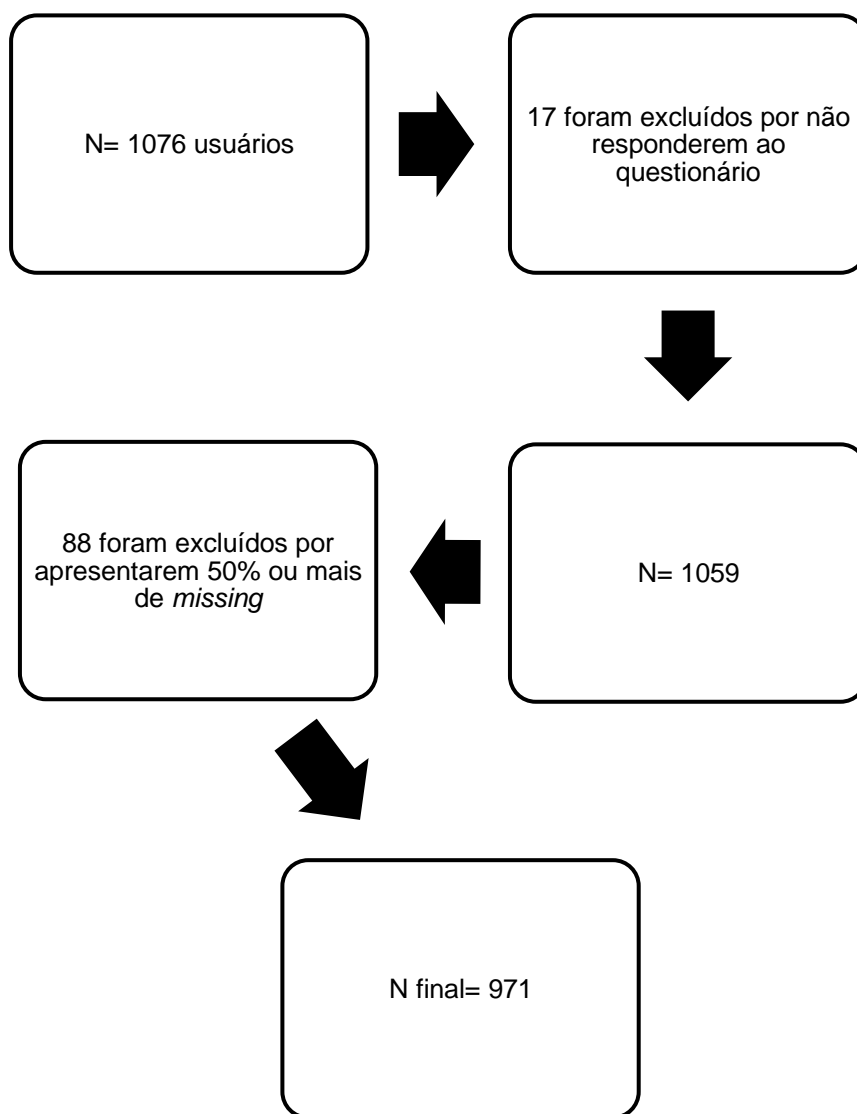 N= 1076 usuários
17 foram excluídos por não
responderem ao
questionário
N= 1059
88 foram excluídos por
apresentarem 50% ou mais
de missing
N final= 971